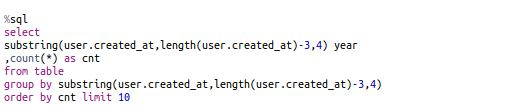 %sql
select
substring(user.created_at,length(user.created_at)-3,4) year
,count(*) as cnt
from table
group by substring(user.created_at,length(user.created_at)-3,4)
order by cnt limit 10